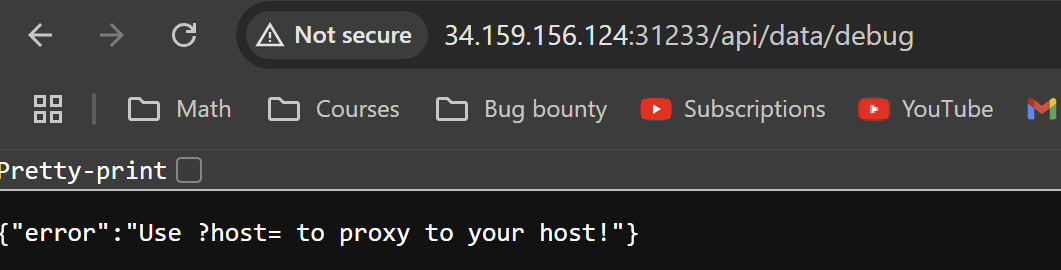 Not secure 34.159.156.124:31233/api/data/debug
Math Courses Bug bounty Subscriptions YouTube
Pretty-print
{"error":"Use ?host= to proxy to your host!"}